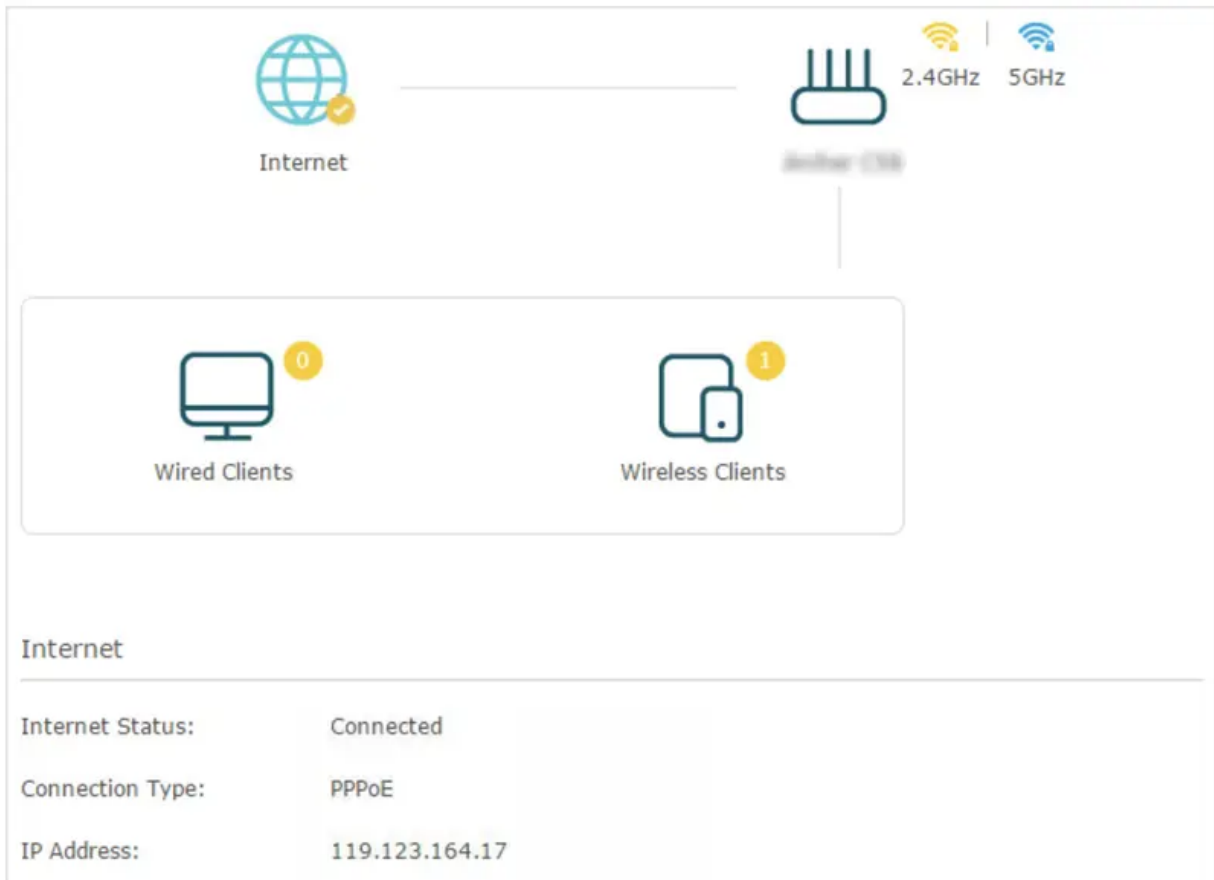 2.4GHz 5GHz
Internet
0 1
Wired Clients Wireless Clients
Internet
Internet Status: Connected
Connection Type: PPPoE
IP Address: 119.123.164.17